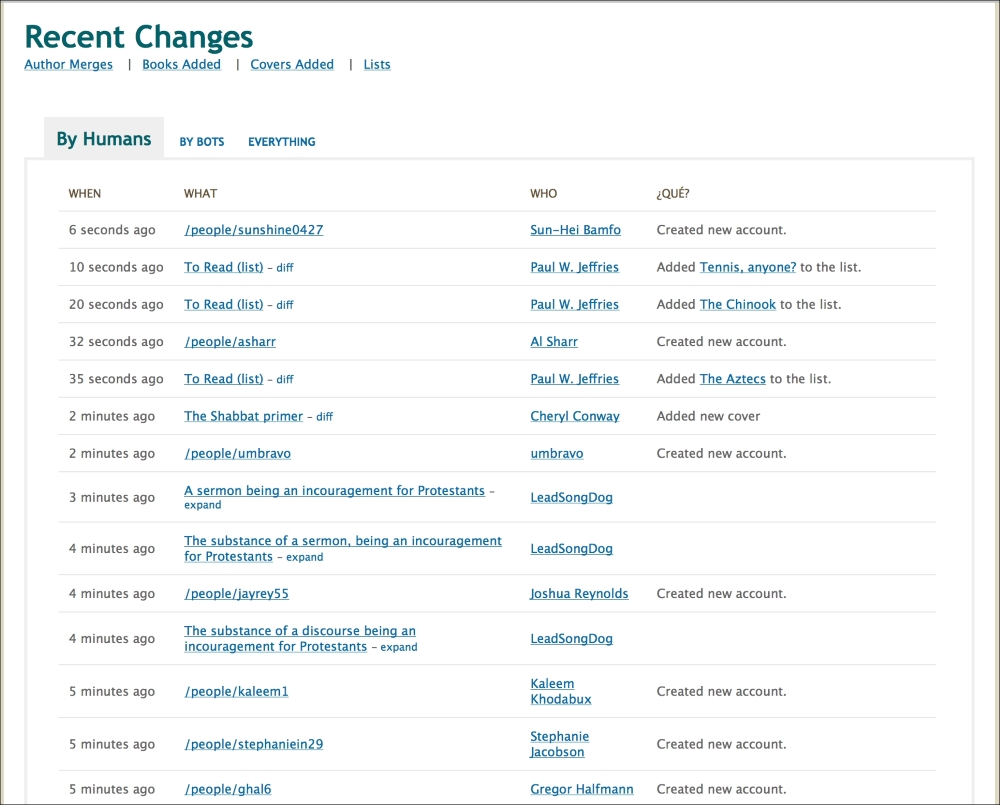 Recent Changes
Author Merges | Books Added | Covers Added | Lists
By Humans BY BOTS EVERYTHING
WHEN WHAT WHO ¿QUÉ?
6 seconds ago /people/sunshine0427 Sun-Hei Bamfo Created new account.
10 seconds ago To Read (list) – diff Paul W. Jeffries Added Tennis, anyone? to the list.
20 seconds ago To Read (list) – diff Paul W. Jeffries Added The Chinook to the list.
32 seconds ago /people/asharr Al Sharr Created new account.
35 seconds ago To Read (list) – diff Paul W. Jeffries Added The Aztecs to the list.
2 minutes ago The Shabbat primer – diff Cheryl Conway Added new cover
2 minutes ago /people/umbravo umbravo Created new account.
3 minutes ago A sermon being an incouragement for Protestants – LeadSongDog
expand
4 minutes ago The substance of a sermon, being an incouragement LeadSongDog
for Protestants – expand
4 minutes ago /people/jayrey55 Joshua Reynolds Created new account.
4 minutes ago The substance of a discourse being an LeadSongDog
incouragement for Protestants – expand
5 minutes ago /people/kaleem1 Kaleem Created new account.
Khodabux
5 minutes ago /people/stephaniein29 Stephanie Created new account.
Jacobson
5 minutes ago /people/ghal6 Gregor Halfmann Created new account.